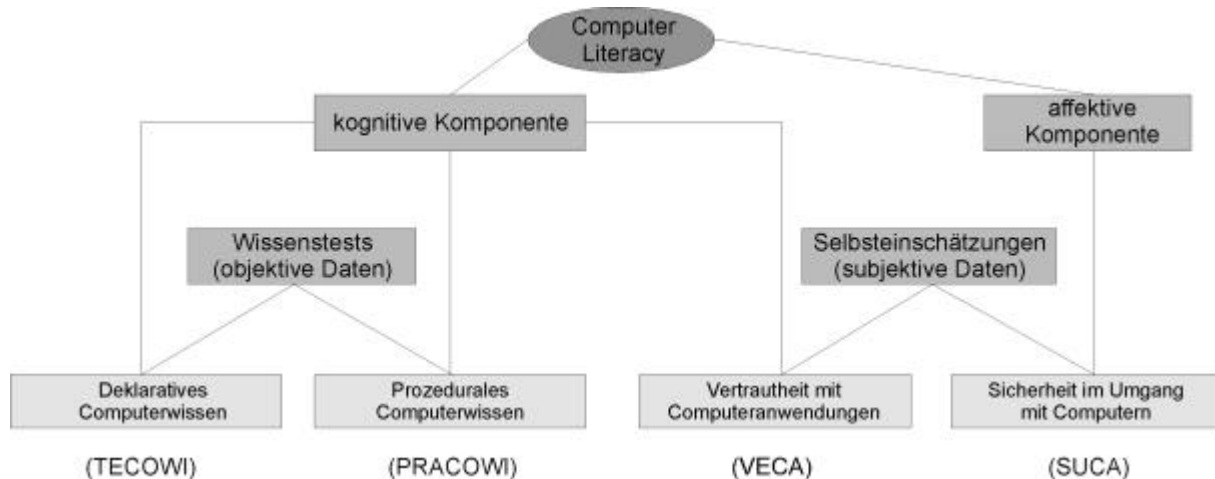 Computer
Literacy
kognitive Komponente
affektive
Komponente
Wissenstests
(objektive Daten)
Selbsteinschätzungen
(subjektive Daten)
Deklaratives
Computerwissen
Prozedurales
Computerwissen
Vertrautheit mit
Computeranwendungen
Sicherheit im Umgang
mit Computern
(TECOWI)
(PRACOWI)
(VECA)
(SUCA)